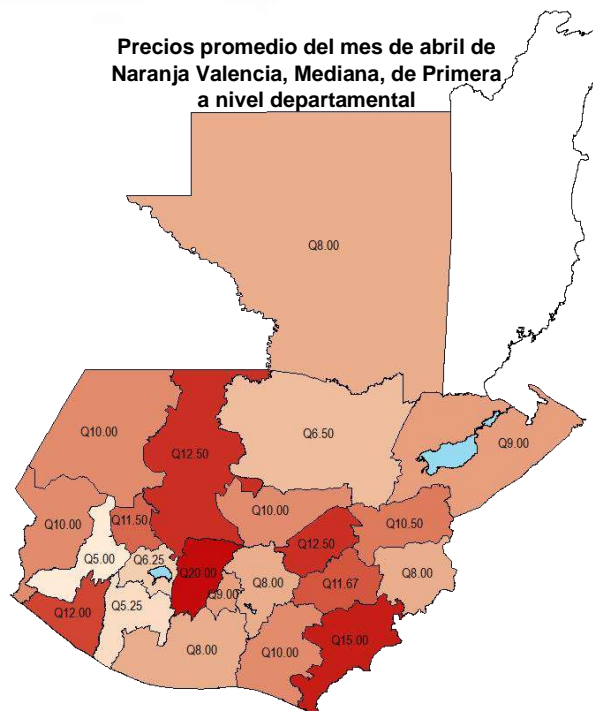 Precios promedio del mes de abril de
Naranja Valencia, Mediana, de Primera
a nivel departamental
Q8.00
Q10.00
Q12.50
Q6.50
Q9.00
Q10.00
Q11.50
Q10.00
Q12.50
Q10.50
Q5.00
Q6.25
Q20.00
Q9.00
Q8.00
Q11.67
Q8.00
Q12.00
Q5.25
Q8.00
Q10.00
Q15.00